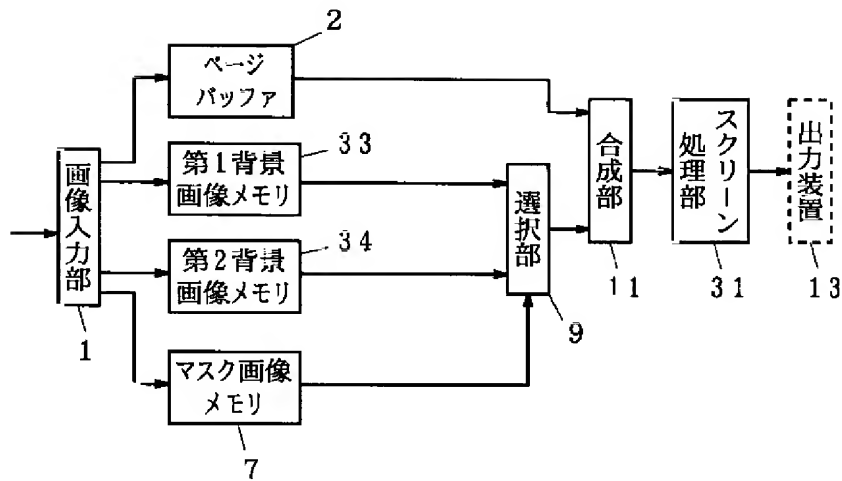 2
ページ
バッファ
33
第1背景
画像メモリ
34
第2背景
画像メモリ
マスク画像
メモリ
7
画像入力部
1
選択部
9
合成部
11
スクリーン
処理部
31
出力装置
13